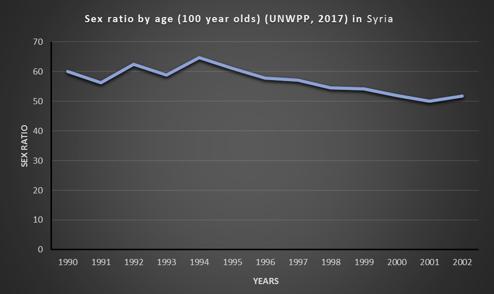 Sex ratio by age (100 year olds) (UNWPP, 2017) in Syria
70
60
50
40
30
20
10
0
SEX RATIO
1990 1991 1992 1993 1994 1995 1996 1997 1998 1999 2000 2001 2002
YEARS